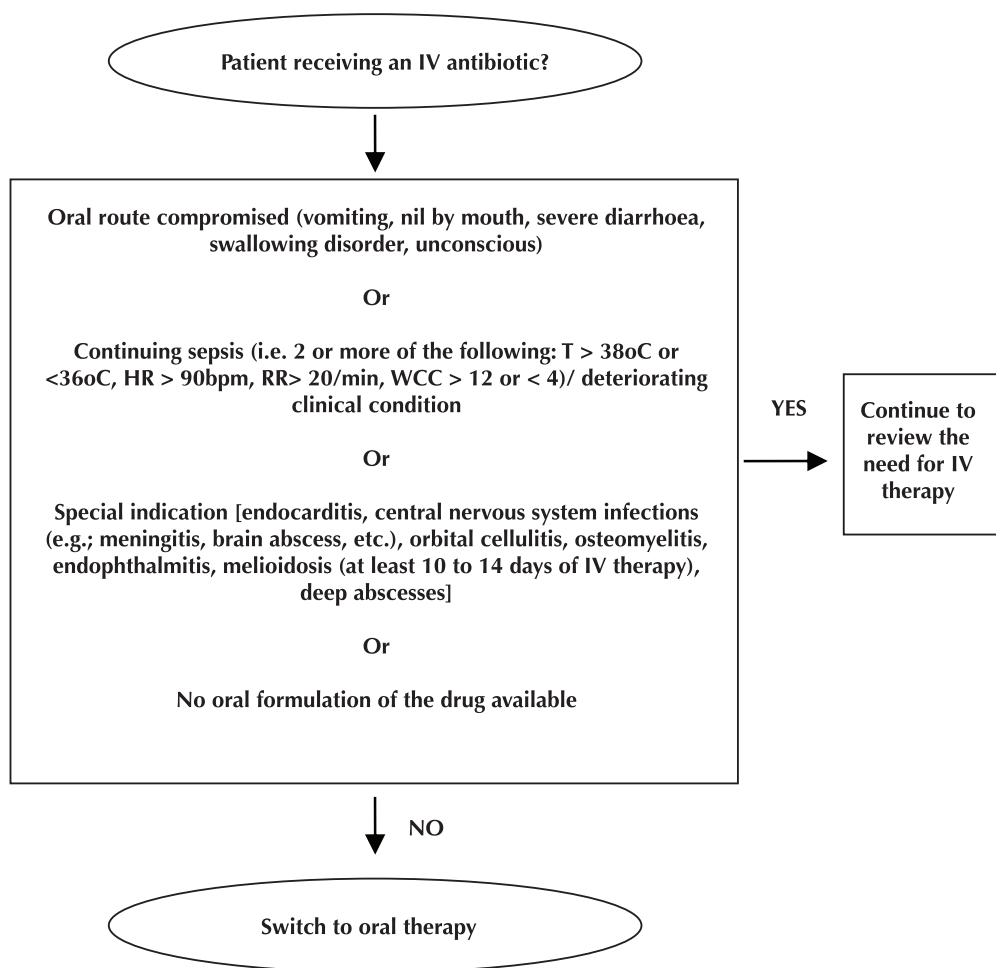 Patient receiving an IV antibiotic?
Oral route compromised (vomiting, nil by mouth, severe diarrhoea,
swallowing disorder, unconscious)
Or
Continuing sepsis (i.e. 2 or more of the following: T > 38oC or
<36oC, HR > 90bpm, RR> 20/min, WCC > 12 or < 4)/ deteriorating
clinical condition
Or
Special indication [endocarditis, central nervous system infections
(e.g.; meningitis, brain abscess, etc.), orbital cellulitis, osteomyelitis,
endophthalmitis, melioidosis (at least 10 to 14 days of IV therapy),
deep abscesses]
Or
No oral formulation of the drug available
YES
Continue to
review the
need for IV
therapy
NO
Switch to oral therapy